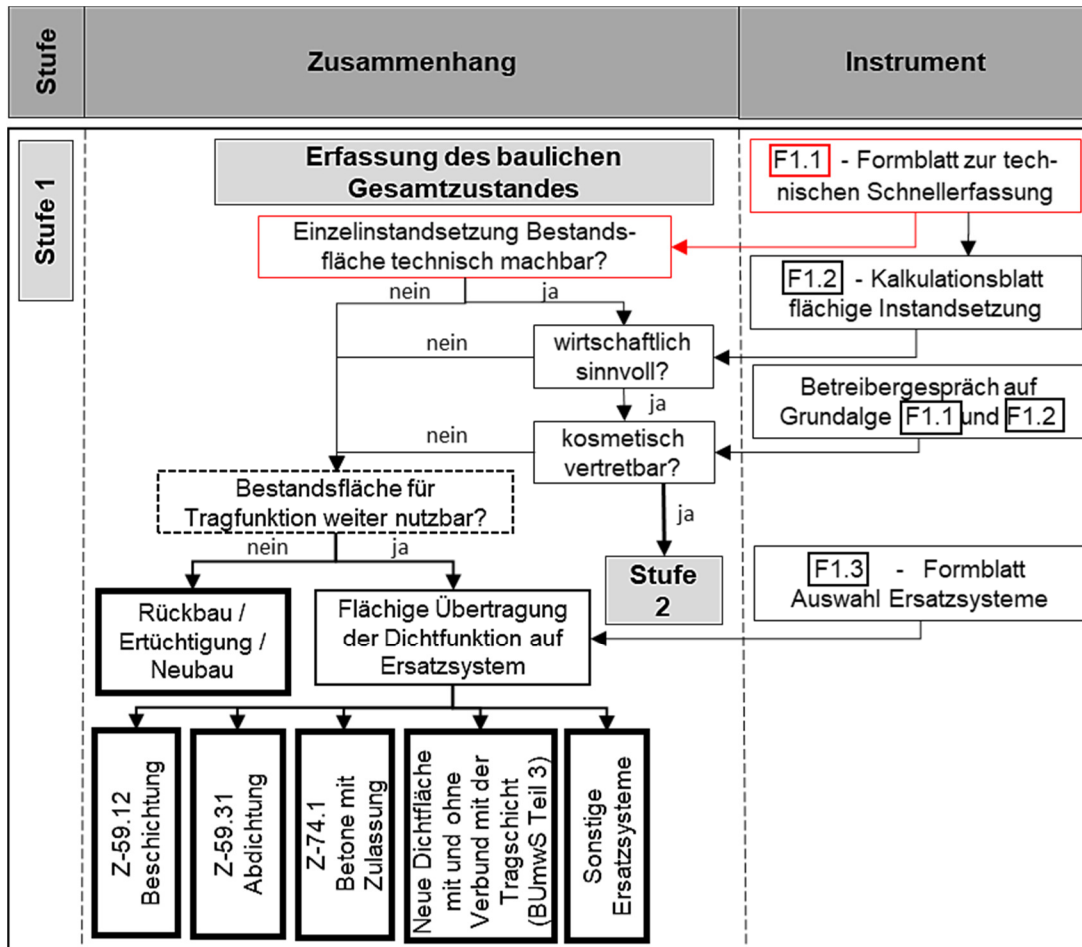 Stufe
Zusammenhang
Instrument
Stufe 1
Erfassung des baulichen
Gesamtzustandes
F1.1 - Formblatt zur tech-
nischen Schnellerfassung
Einzelinstandsetzung Bestands-
fläche technisch machbar?
nein
ja
F1.2 - Kalkulationsblatt
flächige Instandsetzung
nein
wirtschaftlich
sinnvoll?
ja
Betreibergespräch auf
Grundalge F1.1 und F1.2
nein
kosmetisch
vertretbar?
ja
Bestandsfläche für
Tragfunktion weiter nutzbar?
nein
ja
Stufe
2
F1.3 - Formblatt
Auswahl Ersatzsysteme
Rückbau /
Ertüchtigung /
Neubau
Flächige Übertragung
der Dichtfunktion auf
Ersatzsystem
Z-59.12
Beschichtung
Z-59.31
Abdichtung
Z-74.1
Betone mit
Zulassung
Neue Dichtfläche
mit und ohne
Verbund mit der
Tragschicht
(BUmwS Teil 3)
Sonstige
Ersatzsysteme